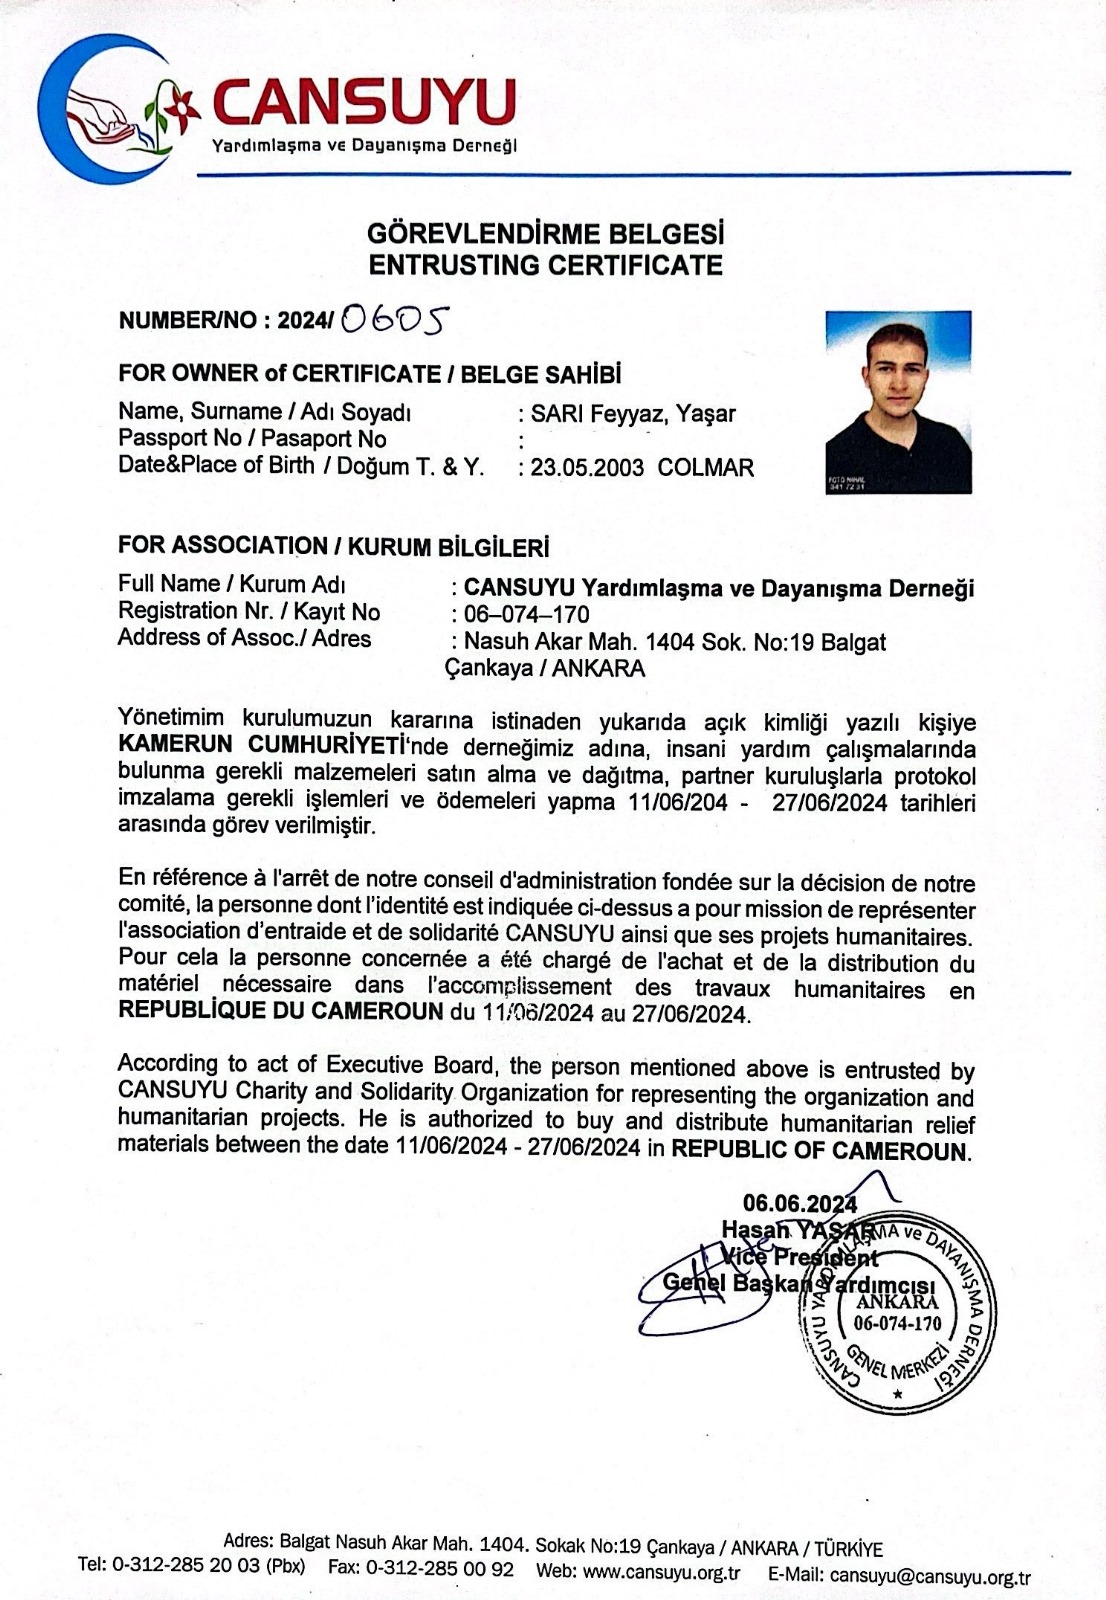 CANSUYU
Yardımlaşma ve Dayanışma Derneği
GÖREVLENDİRME BELGESİ
ENTRUSTING CERTIFICATE
NUMBER/NO : 2024/ 0605
FOR OWNER of CERTIFICATE / BELGE SAHİBİ
Name, Surname / Adı Soyadı : SARI Feyyaz, Yaşar
Passport No / Pasaport No :
Date&Place of Birth / Doğum T. & Y. : 23.05.2003 COLMAR
FOTO NİHAL
341 72 31
FOR ASSOCIATION / KURUM BİLGİLERİ
Full Name / Kurum Adı : CANSUYU Yardımlaşma ve Dayanışma Derneği
Registration Nr. / Kayıt No : 06–074–170
Address of Assoc./ Adres : Nasuh Akar Mah. 1404 Sok. No:19 Balgat
Çankaya / ANKARA
Yönetimim kurulumuzun kararına istinaden yukarıda açık kimliği yazılı kişiye
KAMERUN CUMHURİYETİ‘nde derneğimiz adına, insani yardım çalışmalarında
bulunma gerekli malzemeleri satın alma ve dağıtma, partner kuruluşlarla protokol
imzalama gerekli işlemleri ve ödemeleri yapma 11/06/204 - 27/06/2024 tarihleri
arasında görev verilmiştir.
En référence à l'arrêt de notre conseil d'administration fondée sur la décision de notre
comité, la personne dont l’identité est indiquée ci-dessus a pour mission de représenter
l'association d’entraide et de solidarité CANSUYU ainsi que ses projets humanitaires.
Pour cela la personne concernée a été chargé de l'achat et de la distribution du
matériel nécessaire dans l'accomplissement des travaux humanitaires en
REPUBLİQUE DU CAMEROUN du 11/06/2024 au 27/06/2024.
According to act of Executive Board, the person mentioned above is entrusted by
CANSUYU Charity and Solidarity Organization for representing the organization and
humanitarian projects. He is authorized to buy and distribute humanitarian relief
materials between the date 11/06/2024 - 27/06/2024 in REPUBLIC OF CAMEROUN.
06.06.2024
Hasan YAŞAR
Vice President
Genel Başkan Yardımcısı
CANSUYU YARDIMLAŞMA ve DAYANIŞMA DERNEĞİ
ANKARA
06-074-170
GENEL MERKEZİ
Adres: Balgat Nasuh Akar Mah. 1404. Sokak No:19 Çankaya / ANKARA / TÜRKİYE
Tel: 0-312-285 20 03 (Pbx) Fax: 0-312-285 00 92 Web: www.cansuyu.org.tr E-Mail: cansuyu@cansuyu.org.tr